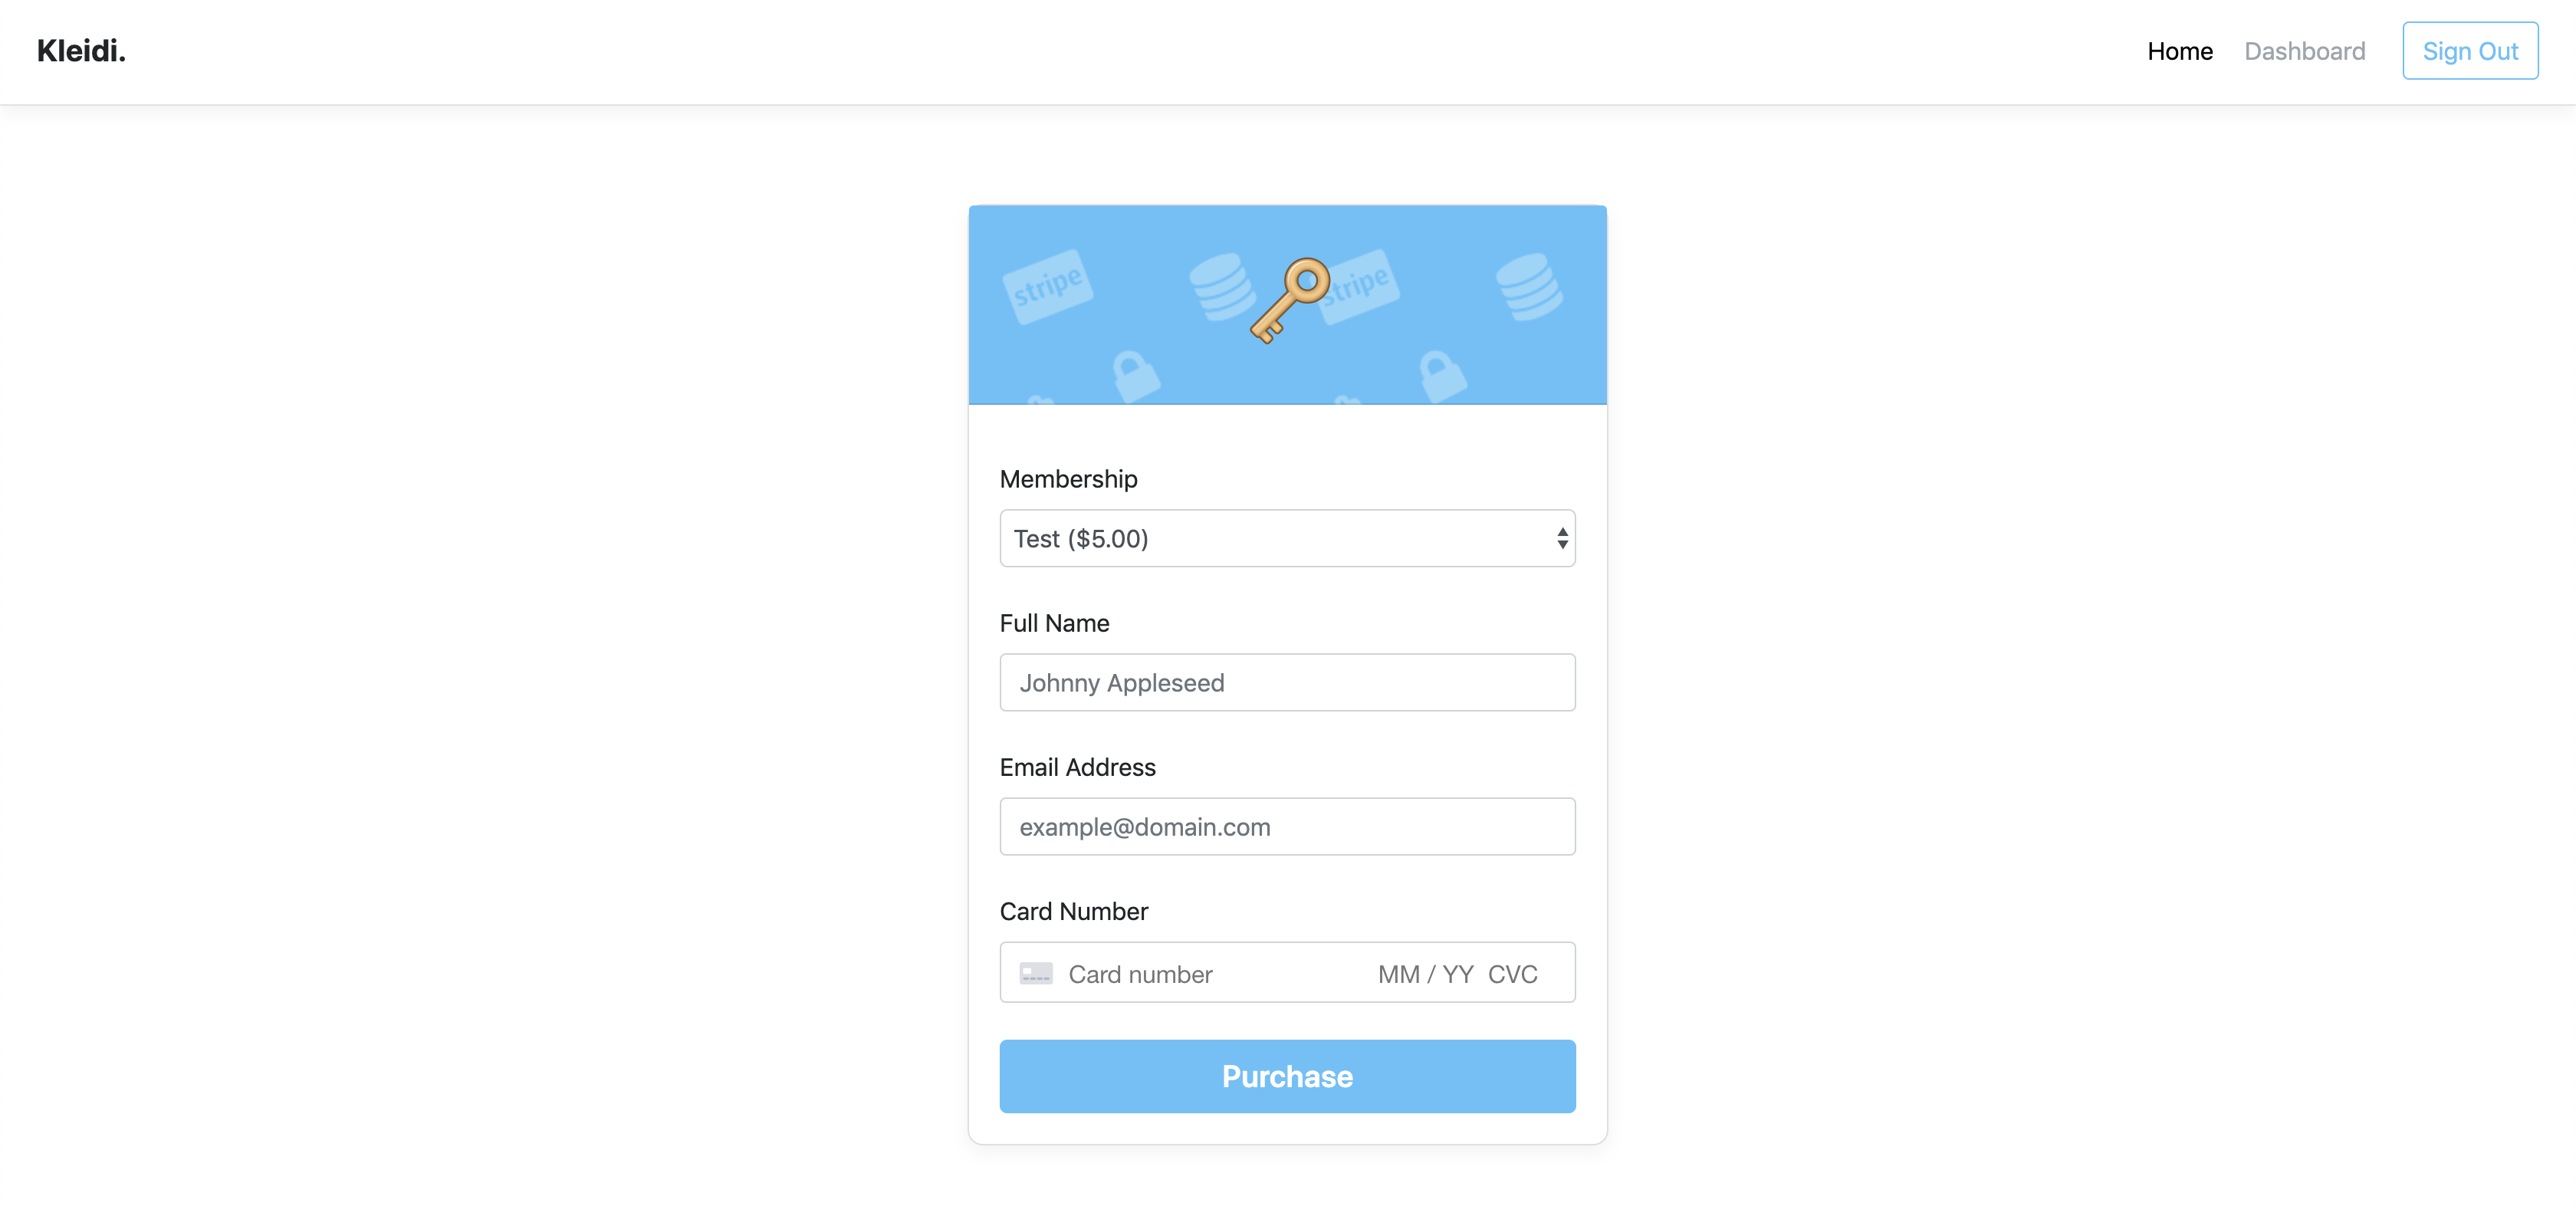 Kleidi.
Home Dashboard Sign Out
stripe stripe
Membership
Test ($5.00)
Full Name
Johnny Appleseed
Email Address
example@domain.com
Card Number
Card number MM / YY CVC
Purchase